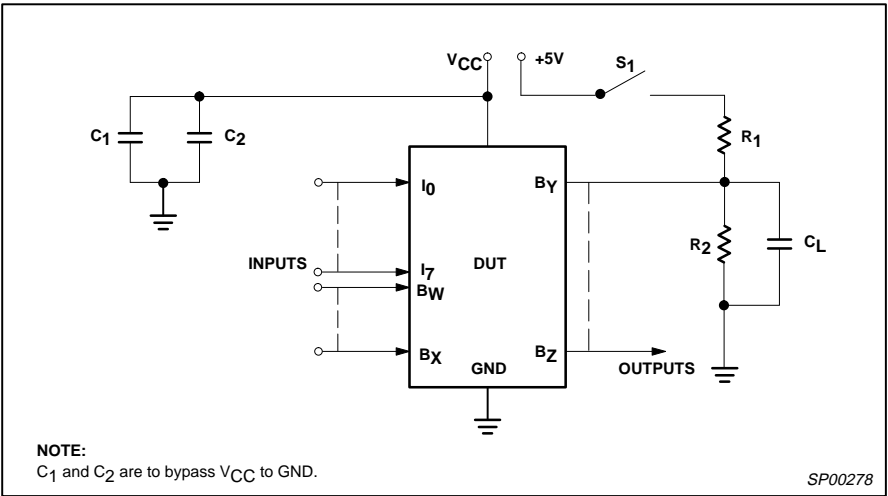 VCC
+5V
S1
C1
C2
R1
I0
BY
R2
CL
INPUTS
I7
DUT
BW
BX
BZ
GND
OUTPUTS
NOTE:
C1 and C2 are to bypass VCC to GND.
SP00278